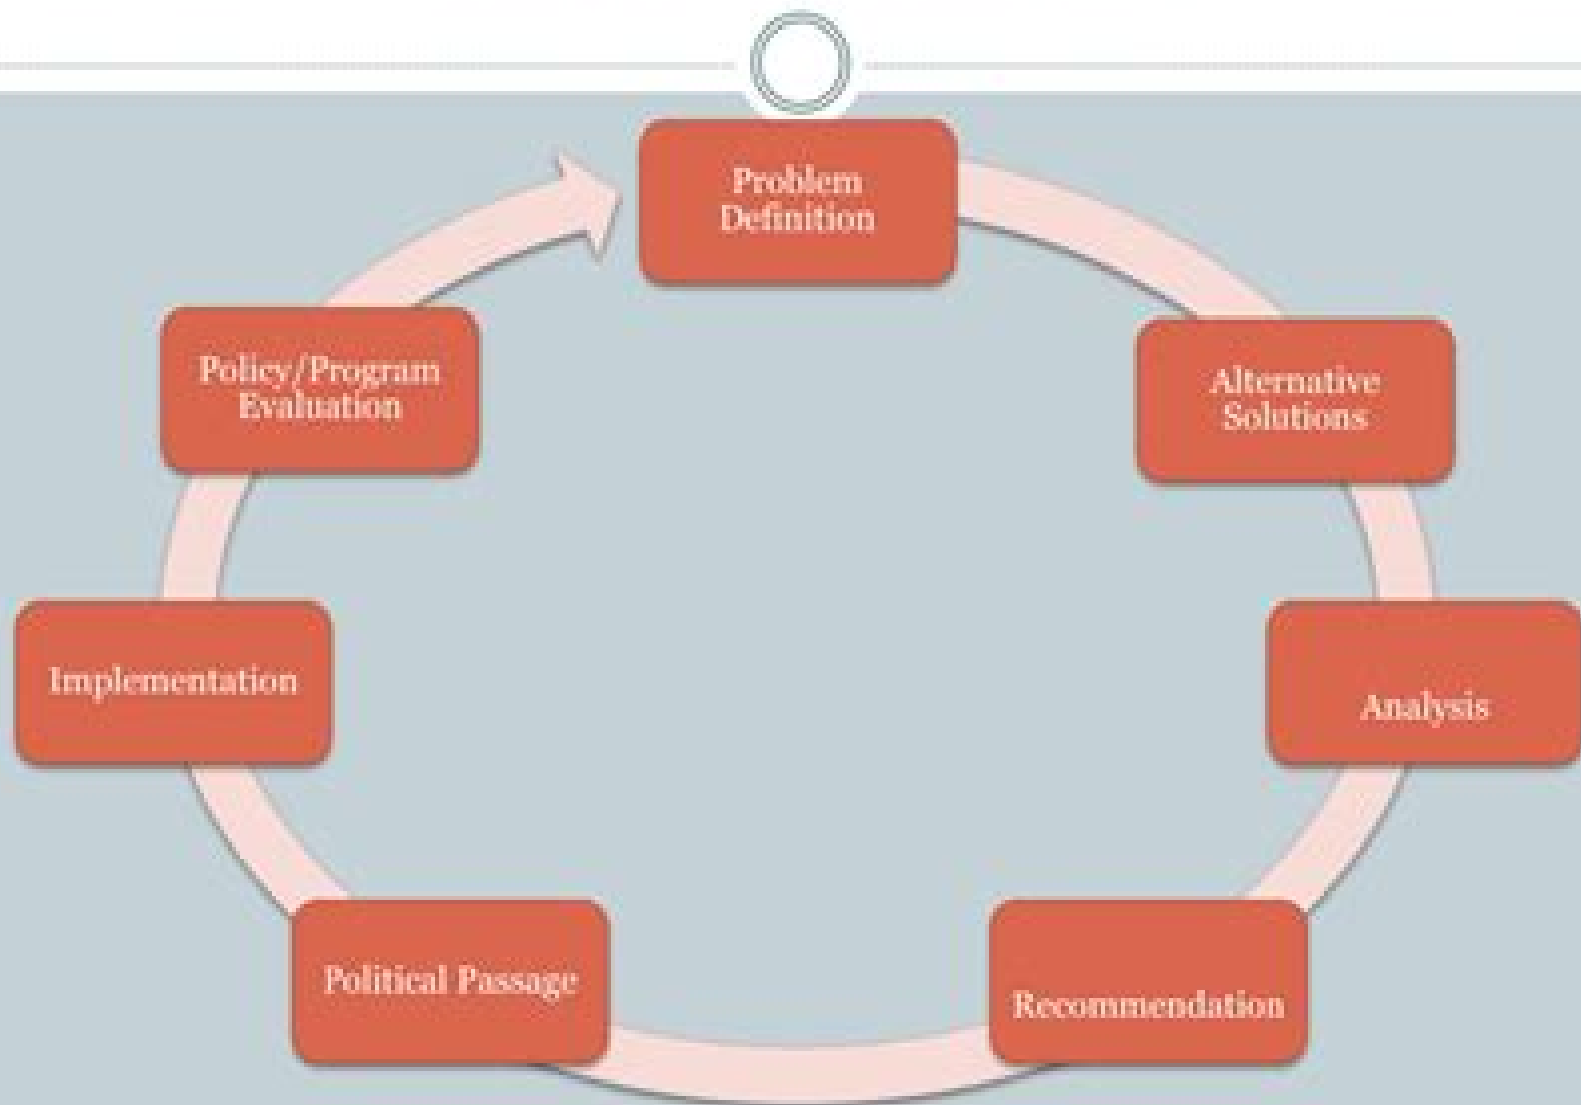 Problem
Definition
Alternative
Solutions
Analysis
Recommendation
Political Passage
Implementation
Policy/Program
Evaluation